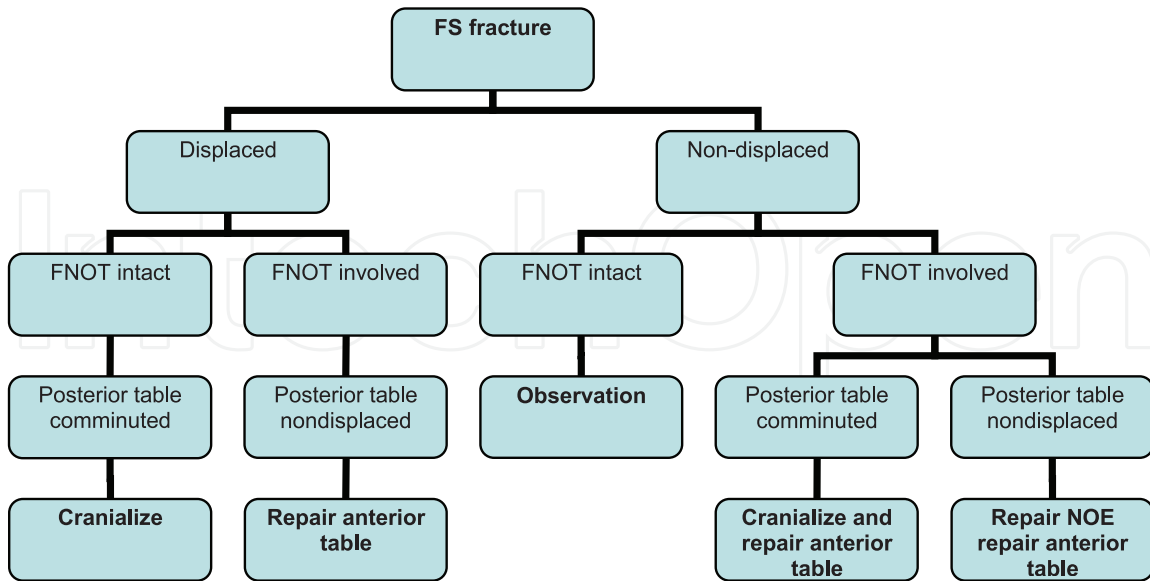 FS fracture
Displaced
Non-displaced
FNOT intact
FNOT involved
FNOT intact
FNOT involved
Posterior table
comminuted
Posterior table
nondisplaced
Observation
Posterior table
comminuted
Posterior table
nondisplaced
Cranialize
Repair anterior
table
Cranialize and
repair anterior
table
Repair NOE
repair anterior
table
IntechOpen